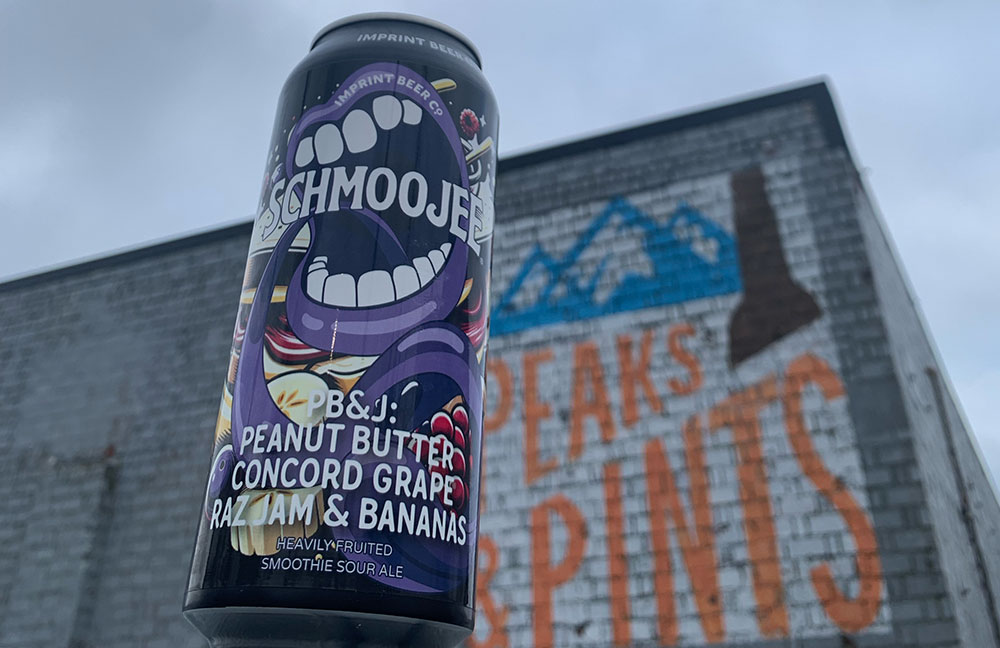 IMPRINT BEER
IMPRINT BEER CO
SCHMOOJEE
PB&J:
PEANUT BUTTER
CONCORD GRAPE
RAZ JAM & BANANAS
HEAVILY FRUITED
SMOOTHIE SOUR ALE
PEAKS
& PINTS